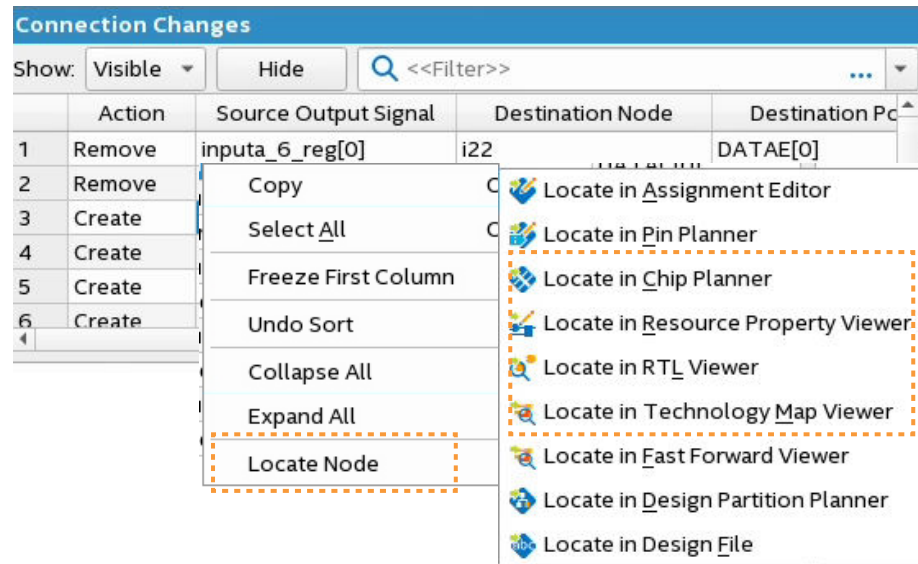 Connection Changes
Show: Visible Hide <<Filter>> ...
Action Source Output Signal Destination Node Destination Po
1 Remove inputa_6_reg[0] i22 DATAE[0]
2 Remove
3 Create
4 Create
5 Create
6 Create
Copy
Select All
Freeze First Column
Undo Sort
Collapse All
Expand All
Locate Node
Locate in Assignment Editor
Locate in Pin Planner
Locate in Chip Planner
Locate in Resource Property Viewer
Locate in RTL Viewer
Locate in Technology Map Viewer
Locate in Fast Forward Viewer
Locate in Design Partition Planner
abc Locate in Design File